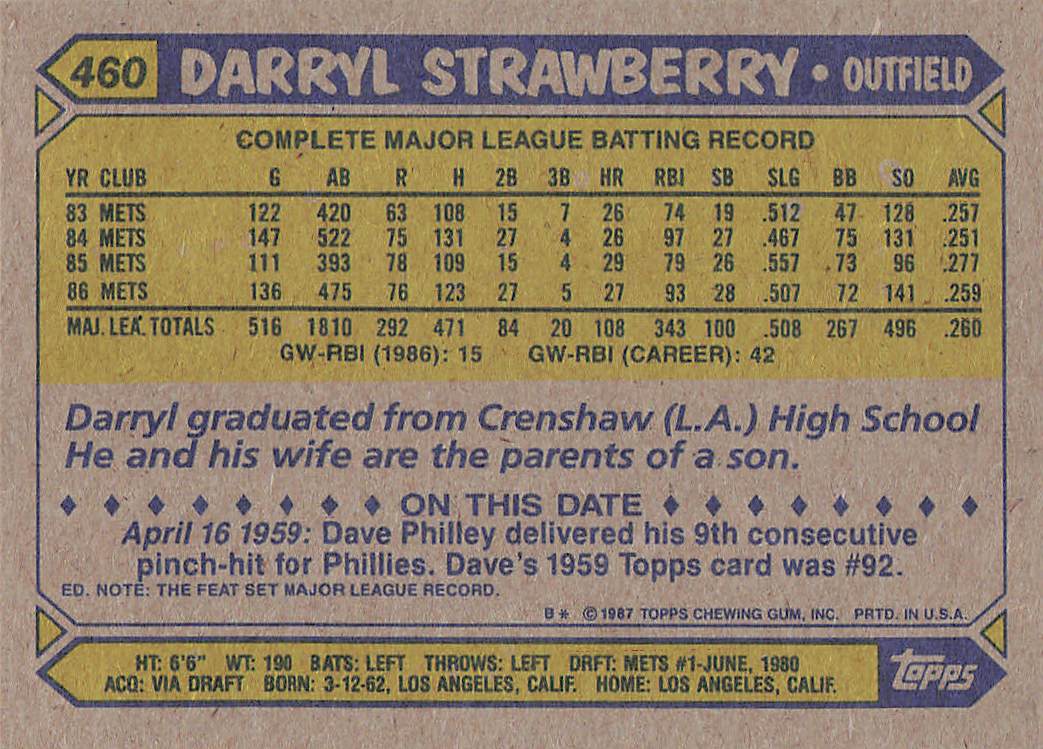 460 DARRYL STRAWBERRY • OUTFIELD
COMPLETE MAJOR LEAGUE BATTING RECORD
YR CLUB G AB R H 2B 3B HR RBI SB SLG BB SO AVG
83 METS 122 420 63 108 15 7 26 74 19 .512 47 128 .257
84 METS 147 522 75 131 27 4 26 97 27 .467 75 131 .251
85 METS 111 393 78 109 15 4 29 79 26 .557 73 96 .277
86 METS 136 475 76 123 27 5 27 93 28 .507 72 141 .259
MAJ. LEA. TOTALS 516 1810 292 471 84 20 108 343 100 .508 267 496 .260
GW-RBI (1986): 15 GW-RBI (CAREER): 42
Darryl graduated from Crenshaw (L.A.) High School
He and his wife are the parents of a son.
♦ ♦ ♦ ♦ ♦ ♦ ♦ ♦ ON THIS DATE ♦ ♦ ♦ ♦ ♦ ♦ ♦ ♦
April 16 1959: Dave Philley delivered his 9th consecutive
pinch-hit for Phillies. Dave's 1959 Topps card was #92.
ED. NOTE: THE FEAT SET MAJOR LEAGUE RECORD.
B* © 1987 TOPPS CHEWING GUM, INC. PRTD. IN U.S.A.
HT: 6'6" WT: 190 BATS: LEFT THROWS: LEFT DRFT: METS #1-JUNE, 1980
ACQ: VIA DRAFT BORN: 3-12-62, LOS ANGELES, CALIF. HOME: LOS ANGELES, CALIF.
topps